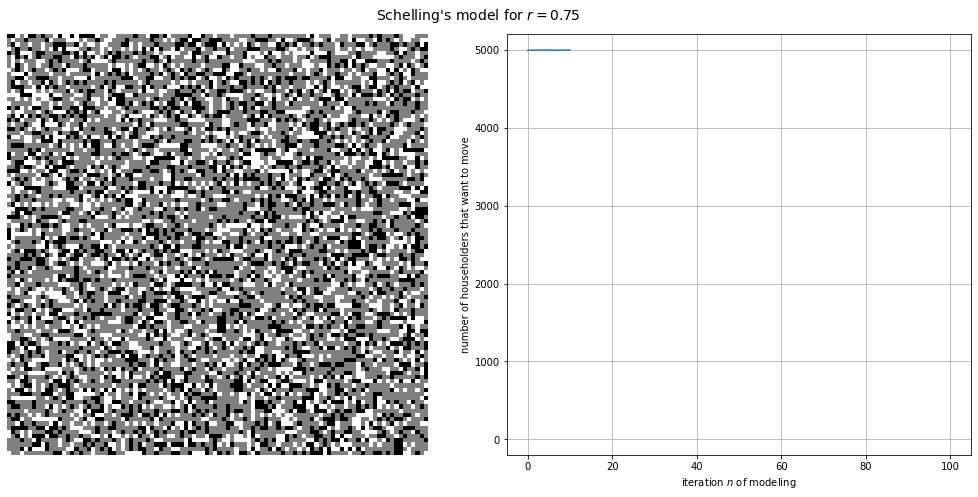 Schelling's model for r = 0.75
number of householders that want to move
5000
4000
3000
2000
1000
0
0 20 40 60 80 100
iteration n of modeling